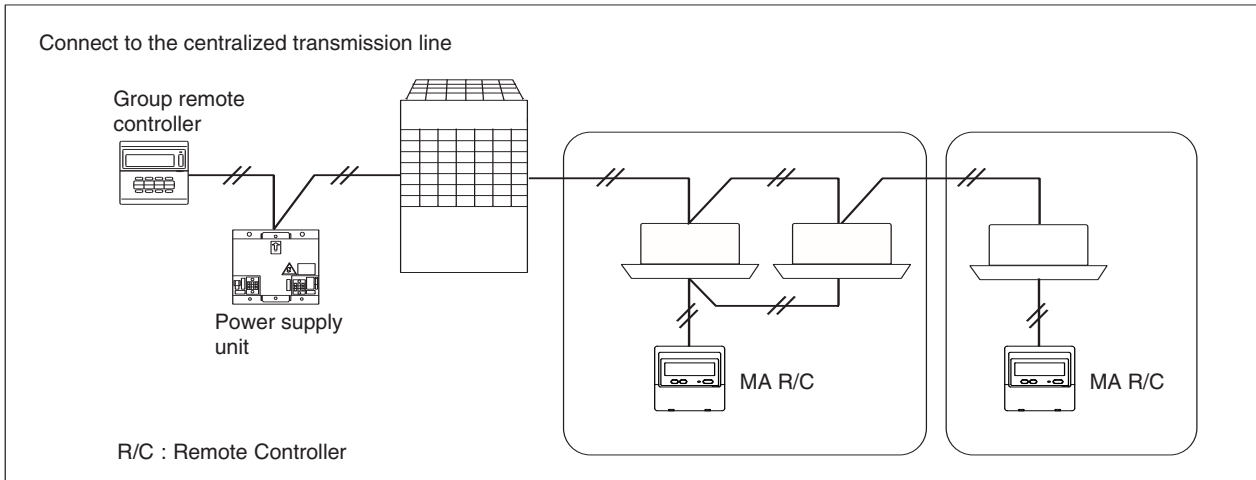 Connect to the centralized transmission line
Group remote
controller
Power supply
unit
MA R/C
MA R/C
R/C : Remote Controller